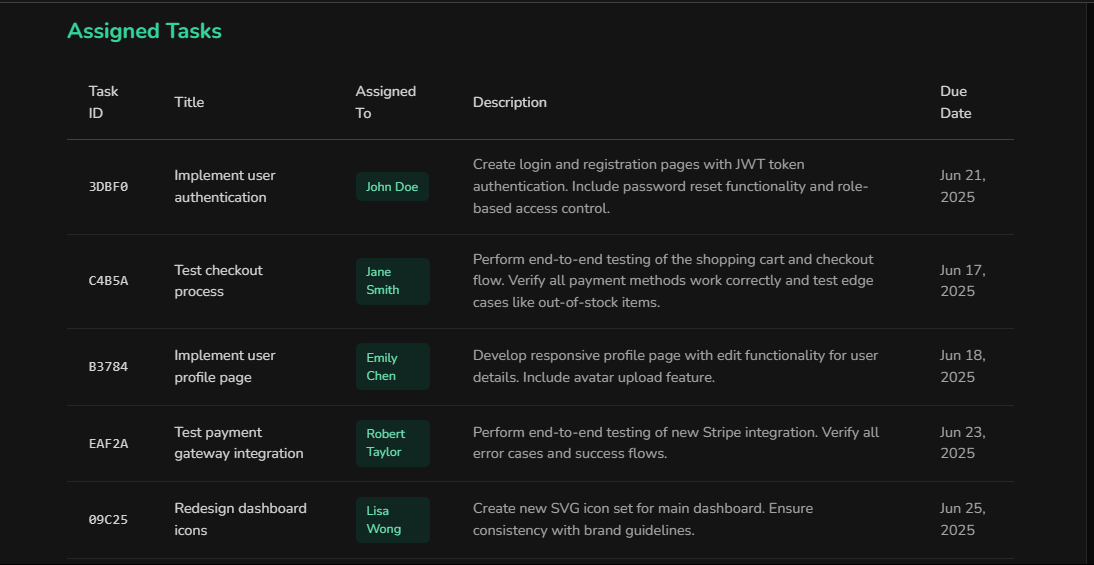 Assigned Tasks
Task
ID
Title
Assigned
To
Description
Due
Date
3DBF0
Implement user
authentication
John Doe
Create login and registration pages with JWT token
authentication. Include password reset functionality and role-
based access control.
Jun 21,
2025
C4B5A
Test checkout
process
Jane
Smith
Perform end-to-end testing of the shopping cart and checkout
flow. Verify all payment methods work correctly and test edge
cases like out-of-stock items.
Jun 17,
2025
B3784
Implement user
profile page
Emily
Chen
Develop responsive profile page with edit functionality for user
details. Include avatar upload feature.
Jun 18,
2025
EAF2A
Test payment
gateway integration
Robert
Taylor
Perform end-to-end testing of new Stripe integration. Verify all
error cases and success flows.
Jun 23,
2025
09C25
Redesign dashboard
icons
Lisa
Wong
Create new SVG icon set for main dashboard. Ensure
consistency with brand guidelines.
Jun 25,
2025